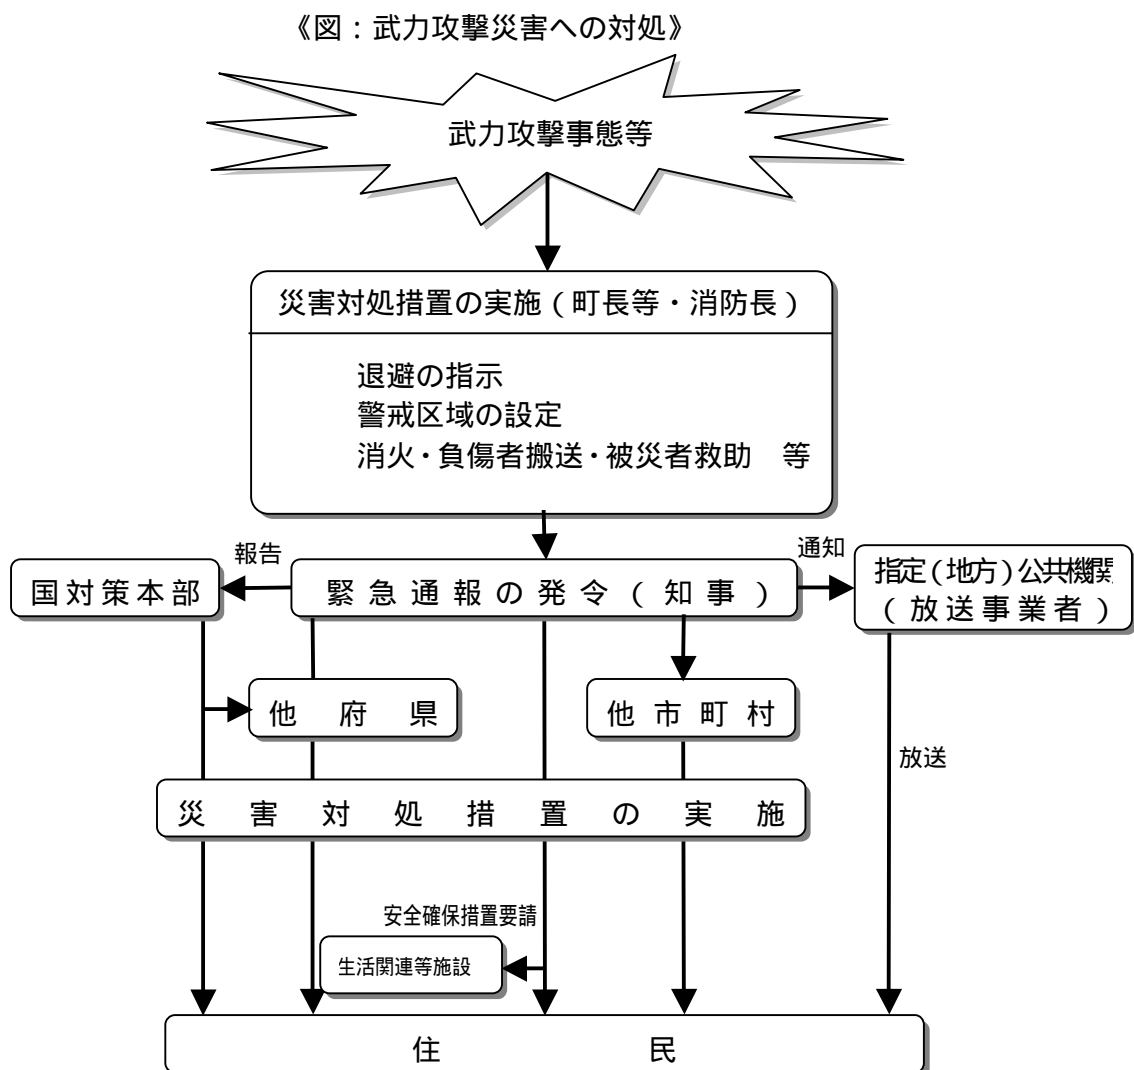 《図：武力攻撃災害への対処》
武力攻撃事態等
災害対処措置の実施（町長等・消防長）
退避の指示
警戒区域の設定
消火・負傷者搬送・被災者救助　等
報告
通知
国対策本部
緊急通報の発令（知事）
指定（地方）公共機関
（放送事業者）
他府県
他市町村
放送
災害対処措置の実施
安全確保措置要請
生活関連等施設
住民